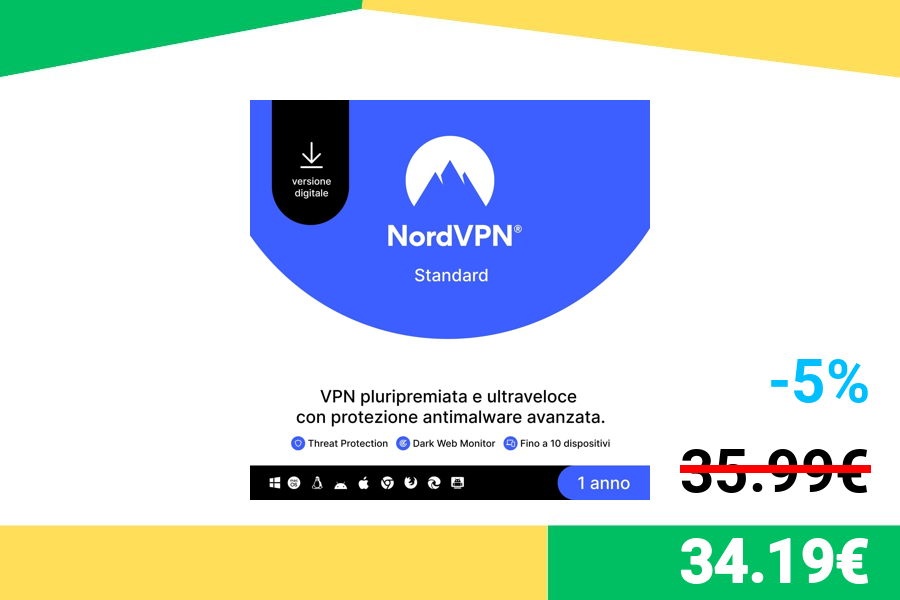 versione
digitale
NordVPN®
Standard
VPN pluripremiata e ultraveloce
con protezione antimalware avanzata.
Threat Protection Dark Web Monitor Fino a 10 dispositivi
1 anno
-5%
35.99€
34.19€